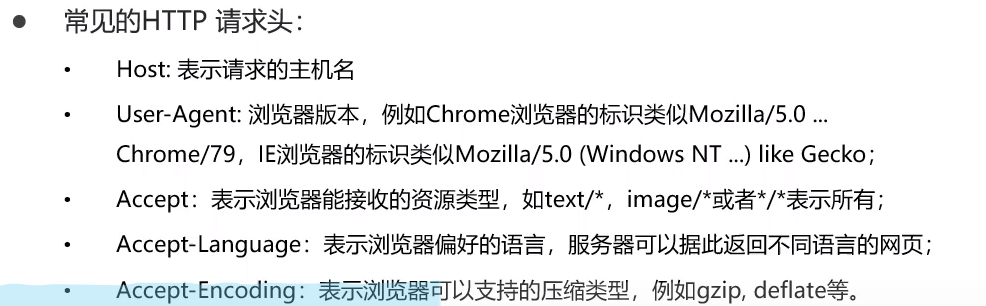 ● 常见的HTTP 请求头：
• Host: 表示请求的主机名
• User-Agent: 浏览器版本，例如Chrome浏览器的标识类似Mozilla/5.0 ...
Chrome/79，IE浏览器的标识类似Mozilla/5.0 (Windows NT ...) like Gecko；
• Accept：表示浏览器能接收的资源类型，如text/*，image/*或者*/*表示所有；
• Accept-Language：表示浏览器偏好的语言，服务器可以据此返回不同语言的网页；
• Accept-Encoding：表示浏览器可以支持的压缩类型，例如gzip, deflate等。